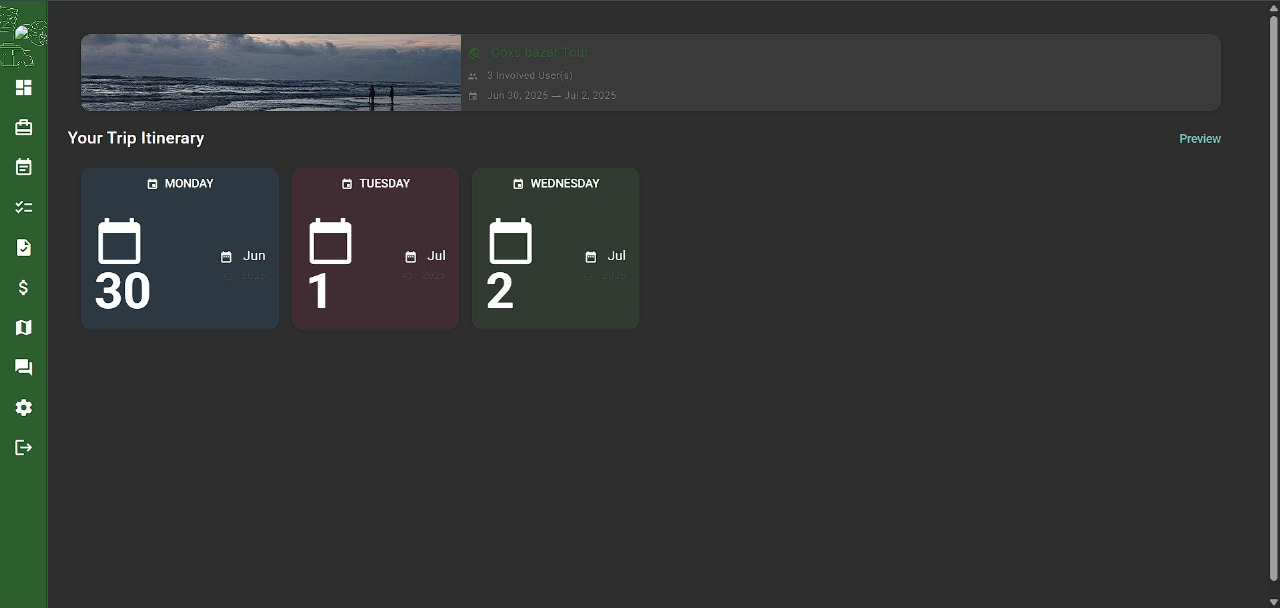 Coxs bazar Tour
3 Involved User(s)
Jun 30, 2025 — Jul 2, 2025
Your Trip Itinerary
Preview
MONDAY
30
Jun
2025
TUESDAY
1
Jul
2025
WEDNESDAY
2
Jul
2025